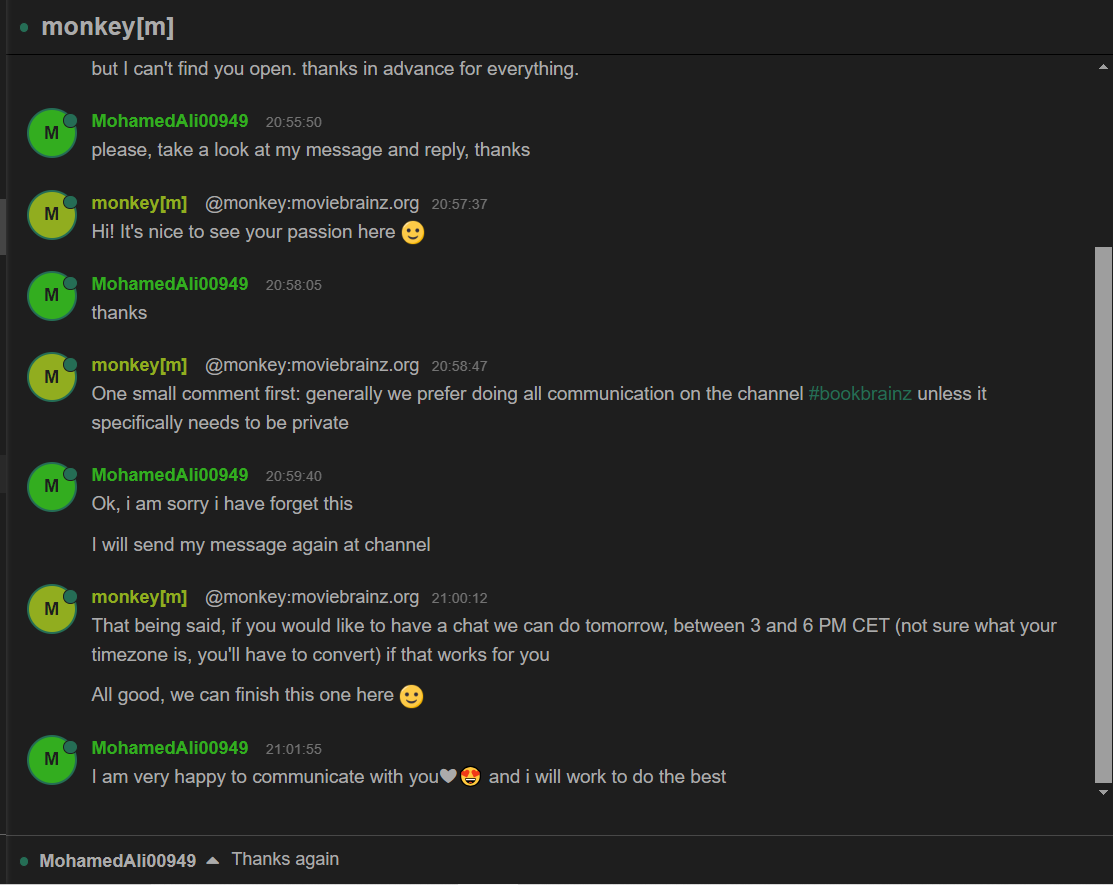 monkey[m]
but I can't find you open. thanks in advance for everything.
M
MohamedAli00949 20:55:50
please, take a look at my message and reply, thanks
M
monkey[m] @monkey:moviebrainz.org 20:57:37
Hi! It's nice to see your passion here 🙂
M
MohamedAli00949 20:58:05
thanks
M
monkey[m] @monkey:moviebrainz.org 20:58:47
One small comment first: generally we prefer doing all communication on the channel #bookbrainz unless it
specifically needs to be private
M
MohamedAli00949 20:59:40
Ok, i am sorry i have forget this
I will send my message again at channel
M
monkey[m] @monkey:moviebrainz.org 21:00:12
That being said, if you would like to have a chat we can do tomorrow, between 3 and 6 PM CET (not sure what your
timezone is, you'll have to convert) if that works for you
All good, we can finish this one here 🙂
M
MohamedAli00949 21:01:55
I am very happy to communicate with you🖤😍 and i will work to do the best
MohamedAli00949 Thanks again